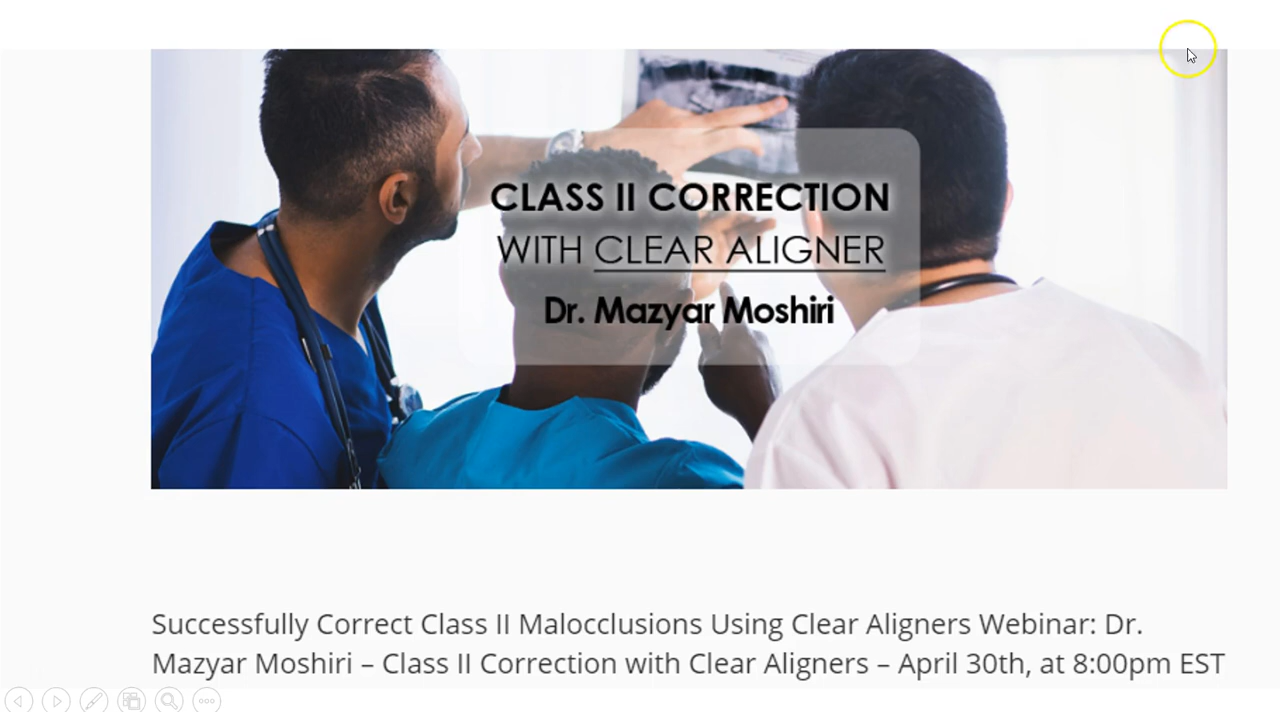 CLASS II CORRECTION
WITH CLEAR ALIGNER
Dr. Mazyar Moshiri
Successfully Correct Class II Malocclusions Using Clear Aligners Webinar: Dr.
Mazyar Moshiri – Class II Correction with Clear Aligners – April 30th, at 8:00pm EST